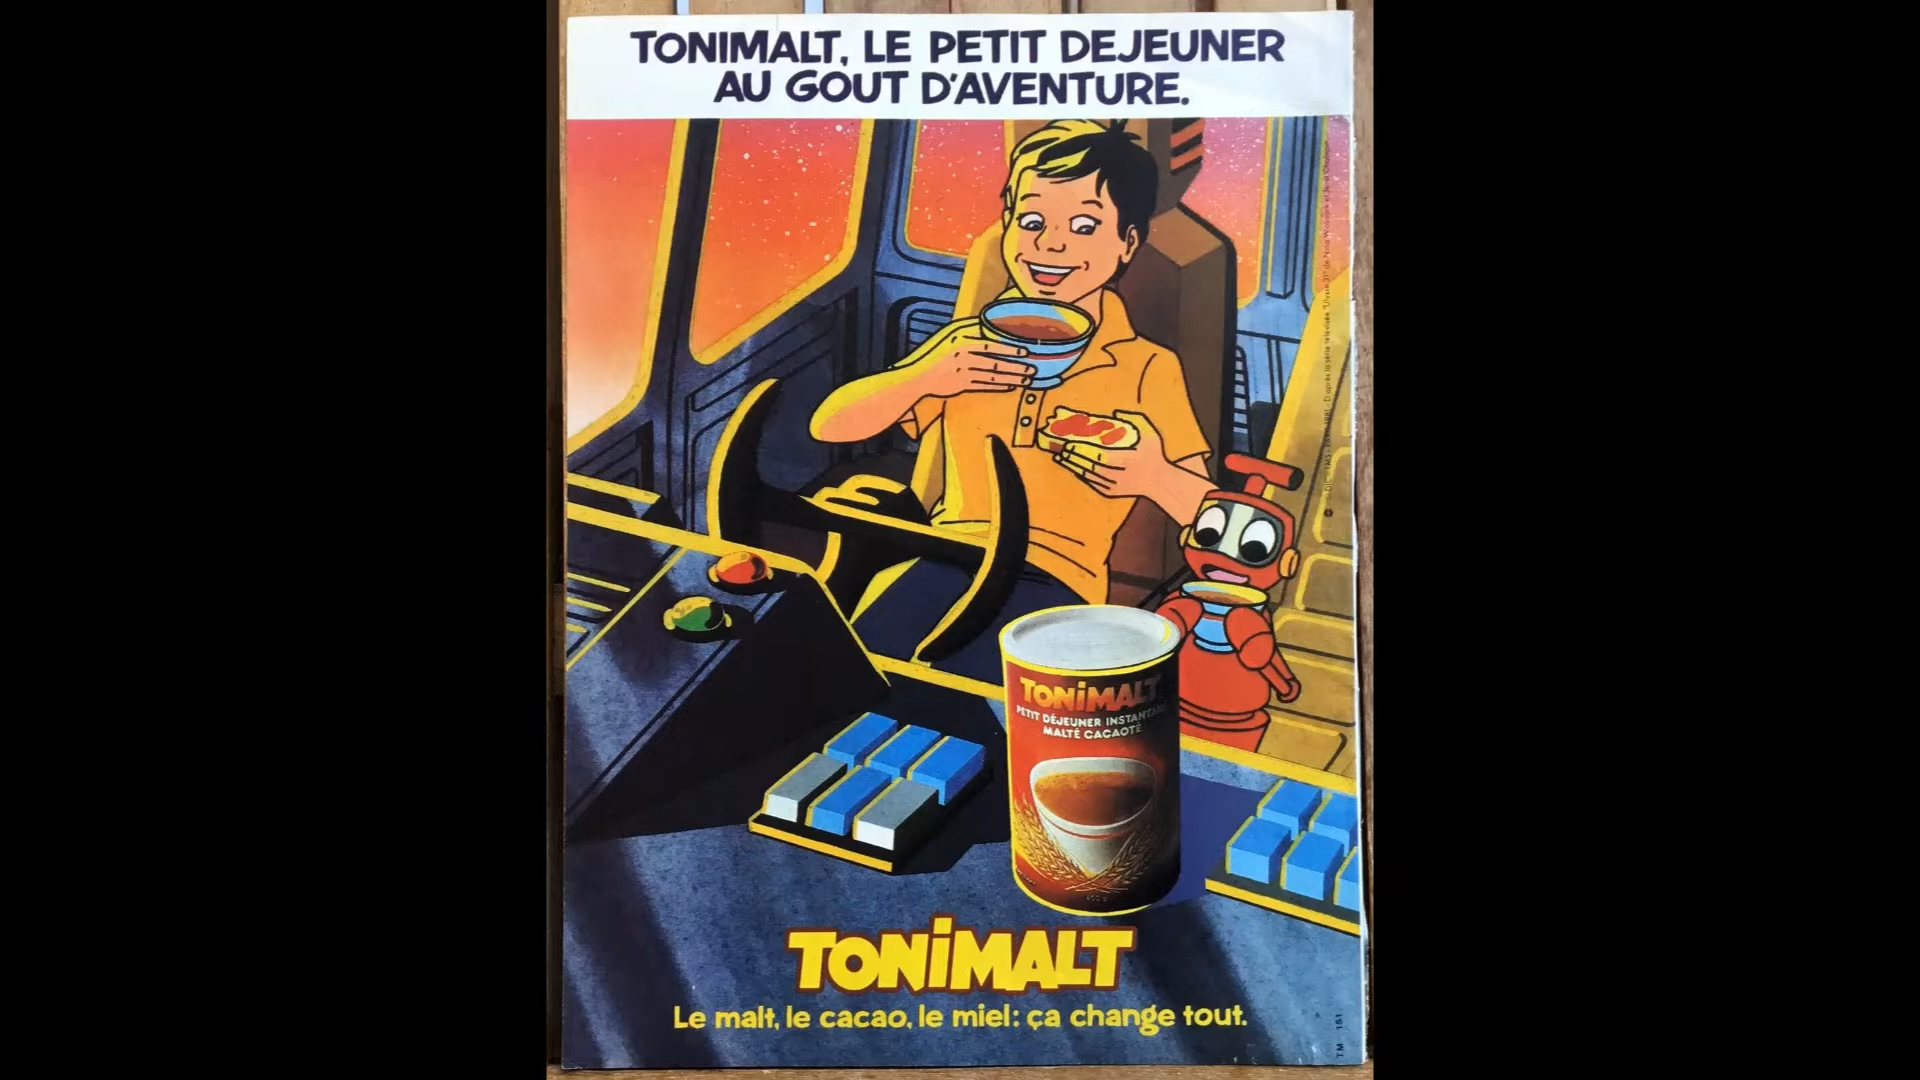 TONIMALT, LE PETIT DEJEUNER
AU GOUT D'AVENTURE.
TONiMALT
PETIT DÉJEUNER INSTANTANÉ
MALTÉ CACAOTÉ
TONiMALT
Le malt, le cacao, le miel: ça change tout.
TM 151